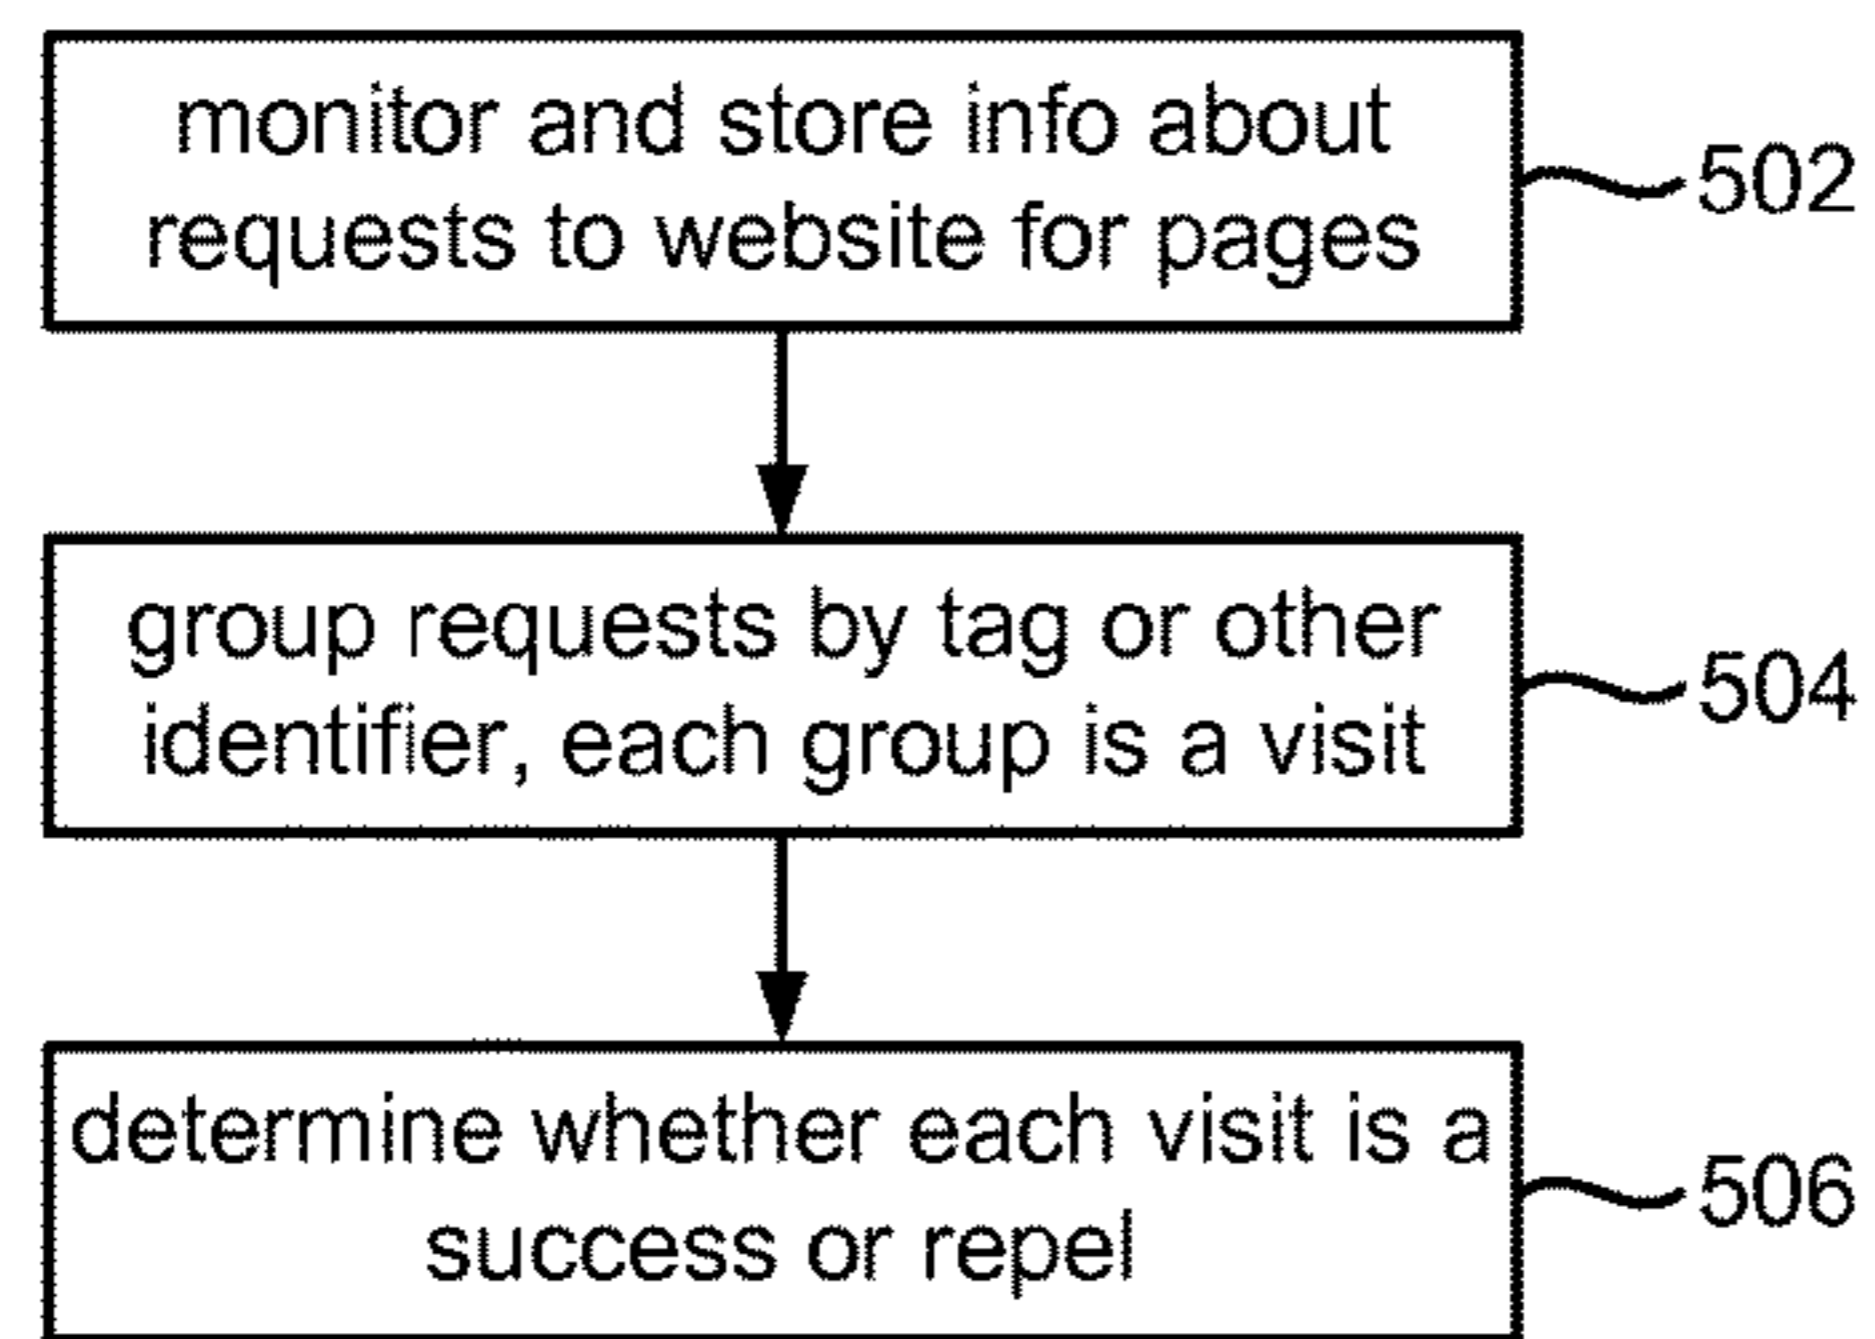 monitor and store info about
requests to website for pages
502
group requests by tag or other
identifier, each group is a visit
504
determine whether each visit is a
success or repel
506